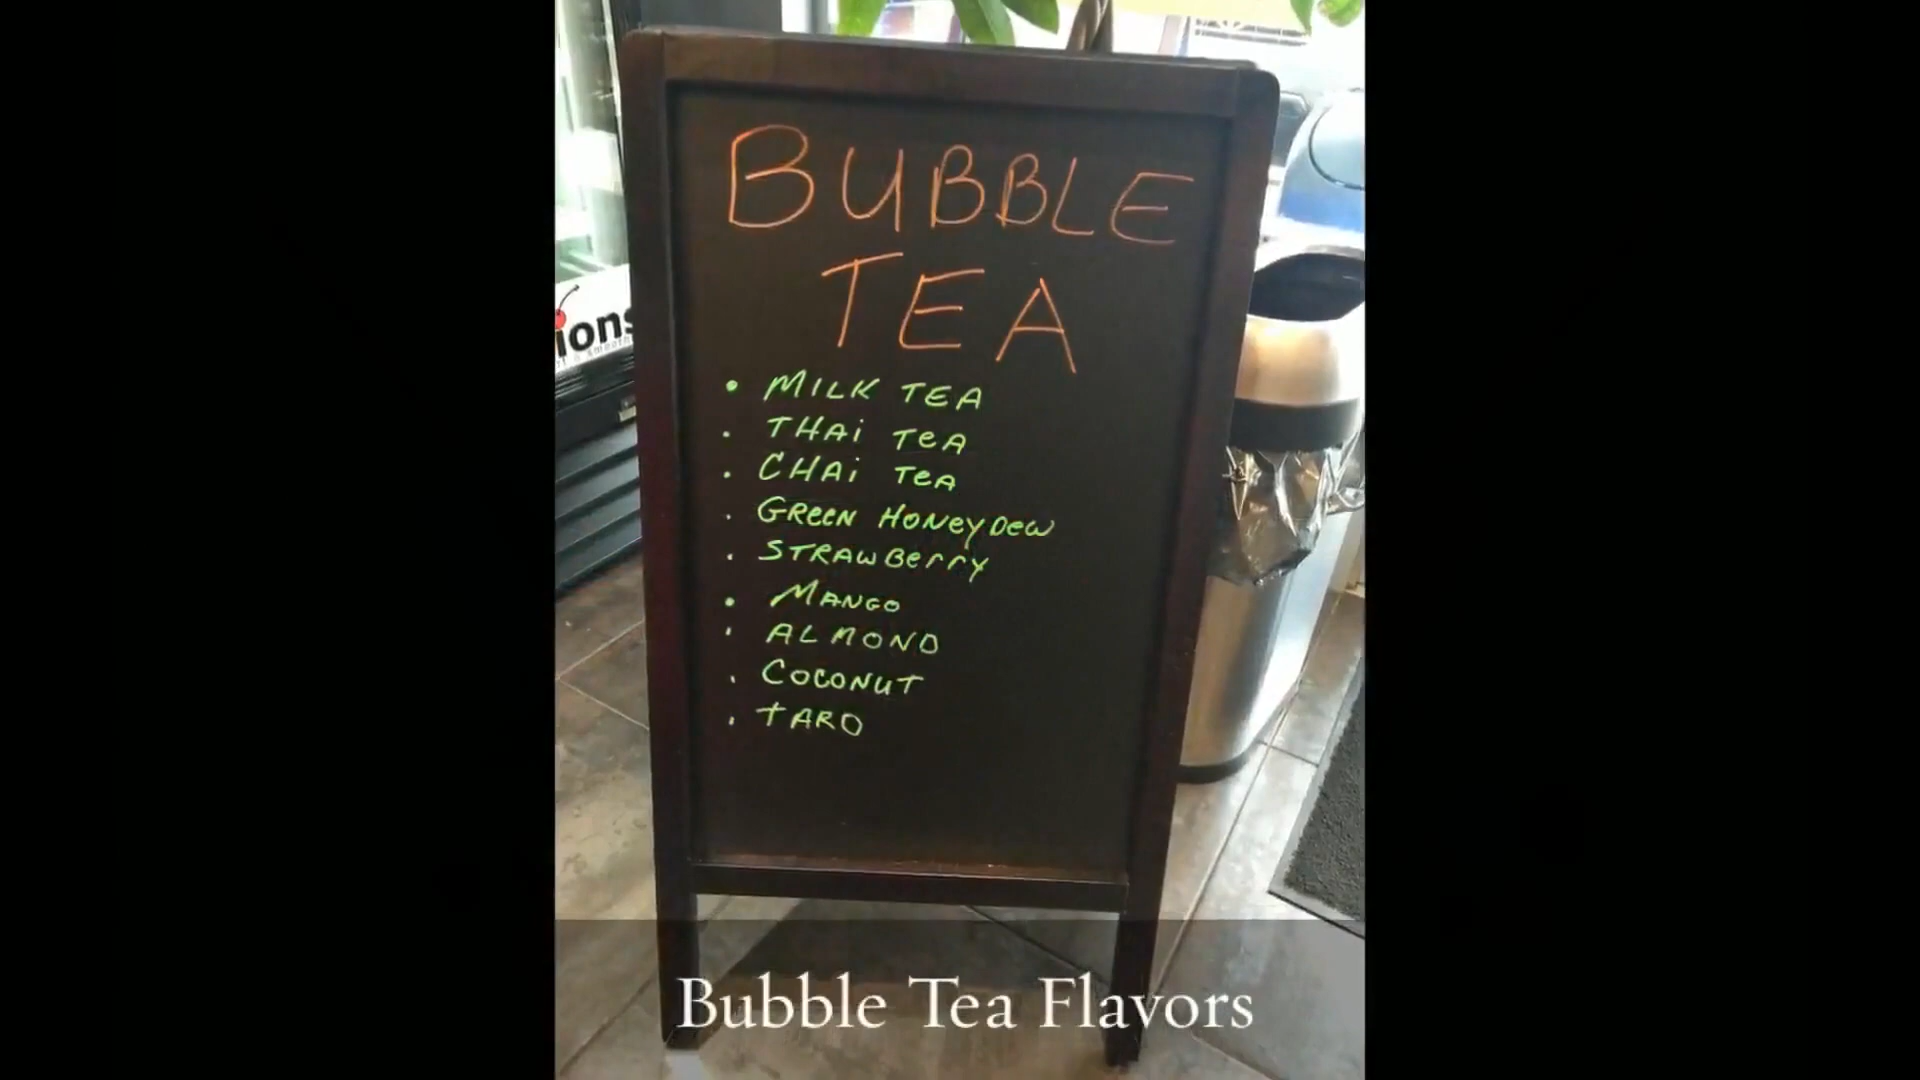 BUBBLE
TEA
• MILK TEA
• THAi TeA
• CHAi TeA
• GReeN HONeyDeW
• STRAWBerry
• MANGO
• ALMOND
• COCONUT
• TARO
ions
Bubble Tea Flavors